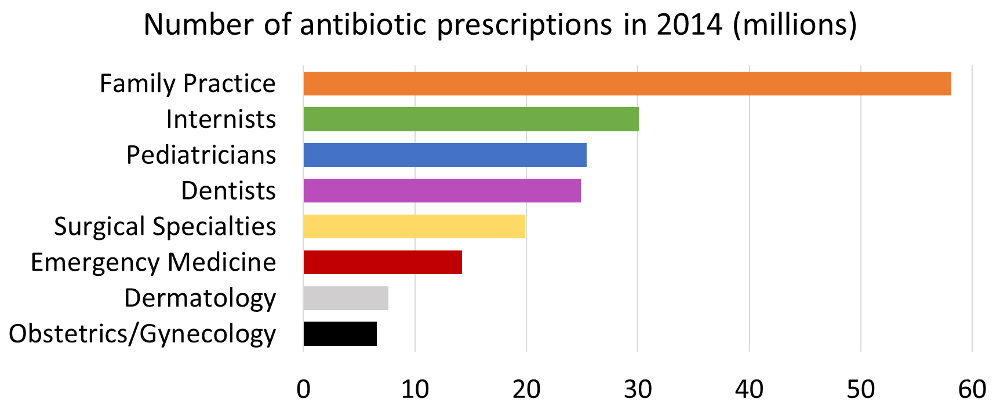 Number of antibiotic prescriptions in 2014 (millions)
Family Practice
Internists
Pediatricians
Dentists
Surgical Specialties
Emergency Medicine
Dermatology
Obstetrics/Gynecology
0 10 20 30 40 50 60